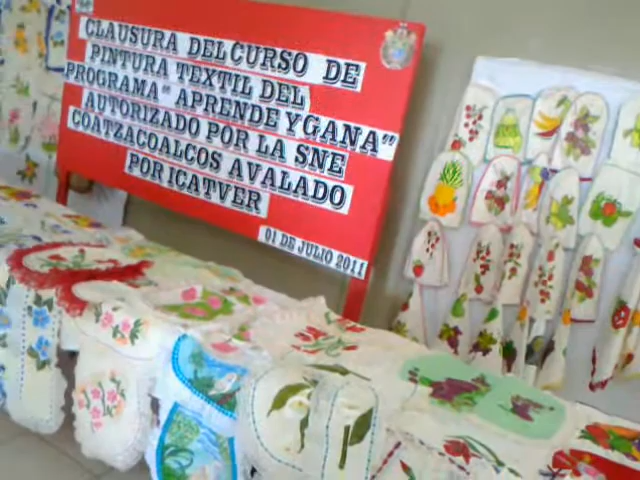 CLAUSURA DEL CURSO DE
PINTURA TEXTIL DEL
PROGRAMA" APRENDE YGANA"
AUTORIZADO POR LA SNE
COATZACOALCOS AVALADO
POR ICATVER
01 DE JULIO 2011